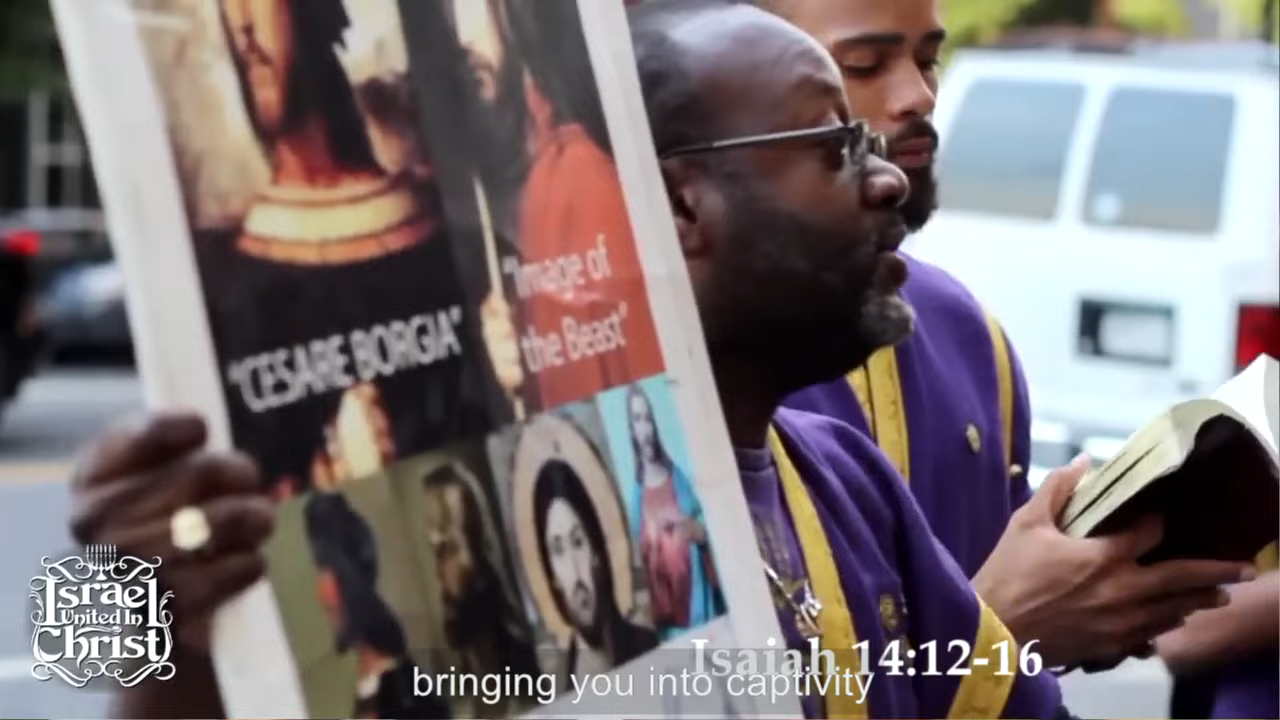 "CESARE BORGIA"
"Image of
the Beast"
Israel
United In
Christ
Isaiah 14:12-16
bringing you into captivity